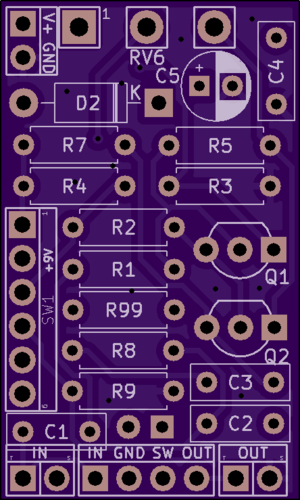 V+ GND
1
RV6
C5 +
C4
D2 K
R7 R5
R4 R3
R2
R1
R99
R8
R9
1
+9V
SW1
6
Q1
Q2
C3
C2
C1
IN IN GND SW OUT OUT
T S T S